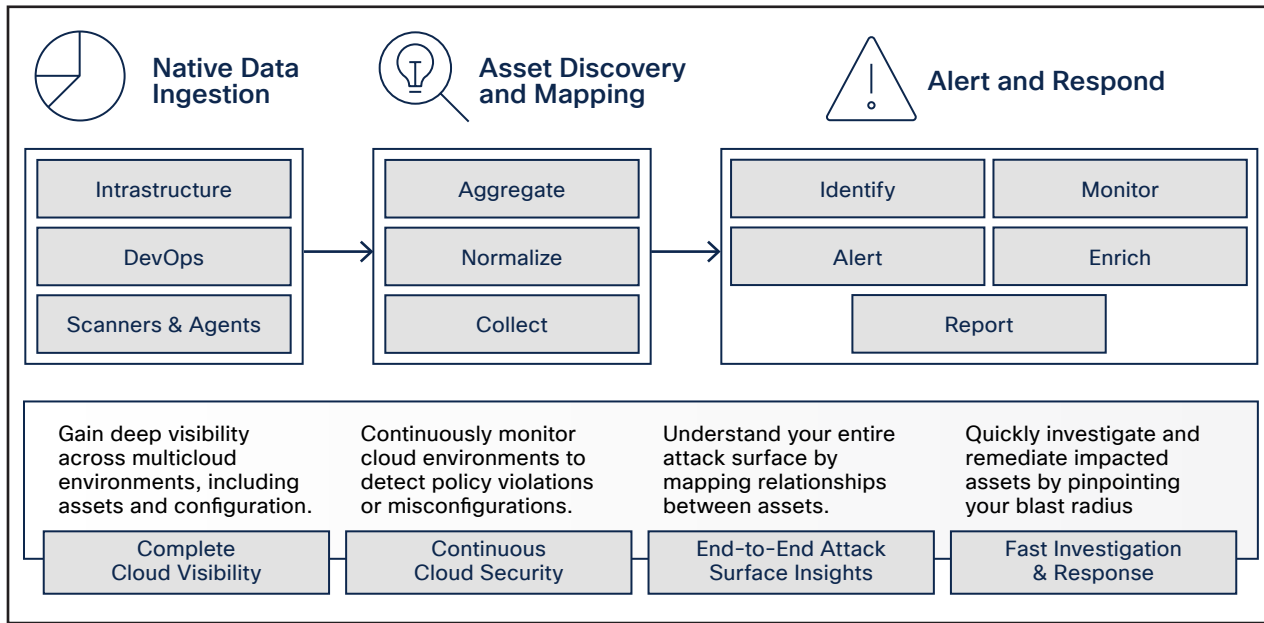 Native Data
Ingestion
Asset Discovery
and Mapping
Alert and Respond
Intrastructure
DevOps
Scanners & Agents
Aggregate
Normalize
Collect
Identify
Monitor
Alert
Enrich
Report
Gain deep visibility
across multicloud
environments, including
assets and configuration.
Complete
Cloud Visibility
Continuously monitor
cloud environments to
detect policy violations
or misconfigurations.
Continuous
Cloud Security
Understand your entire
attack surface by
mapping relationships
between assets.
End-to-End Attack
Surface Insights
Quickly investigate and
remediate impacted
assets by pinpointing
your blast radius
Fast Investigation
& Response